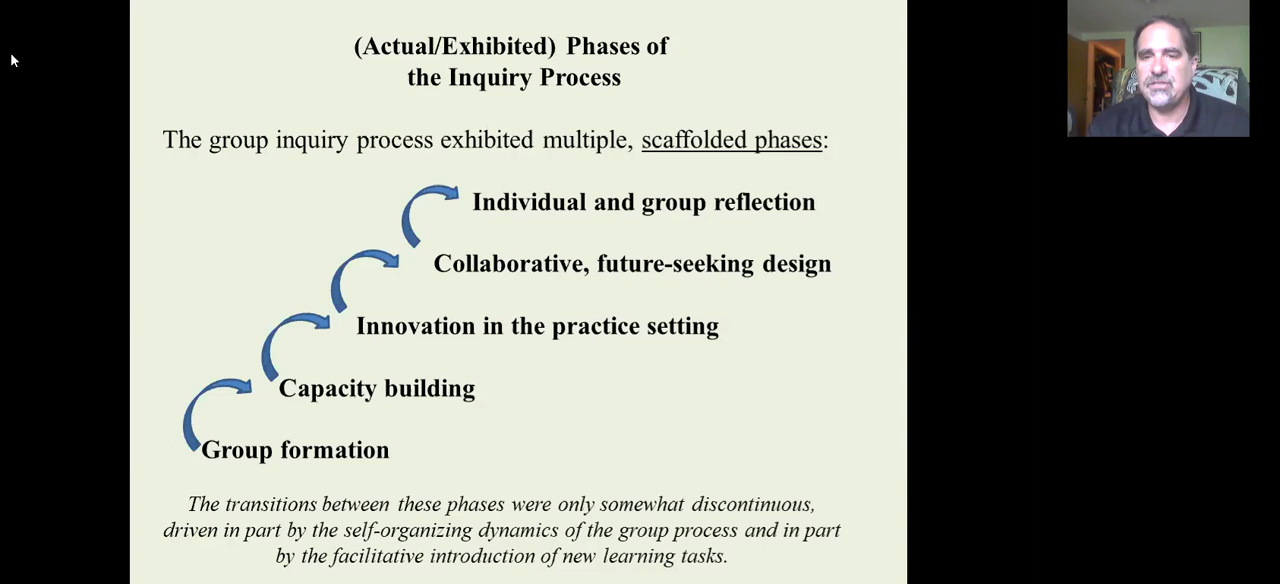 (Actual/Exhibited) Phases of
the Inquiry Process
The group inquiry process exhibited multiple, scaffolded phases:
Individual and group reflection
Collaborative, future-seeking design
Innovation in the practice setting
Capacity building
Group formation
The transitions between these phases were only somewhat discontinuous,
driven in part by the self-organizing dynamics of the group process and in part
by the facilitative introduction of new learning tasks.